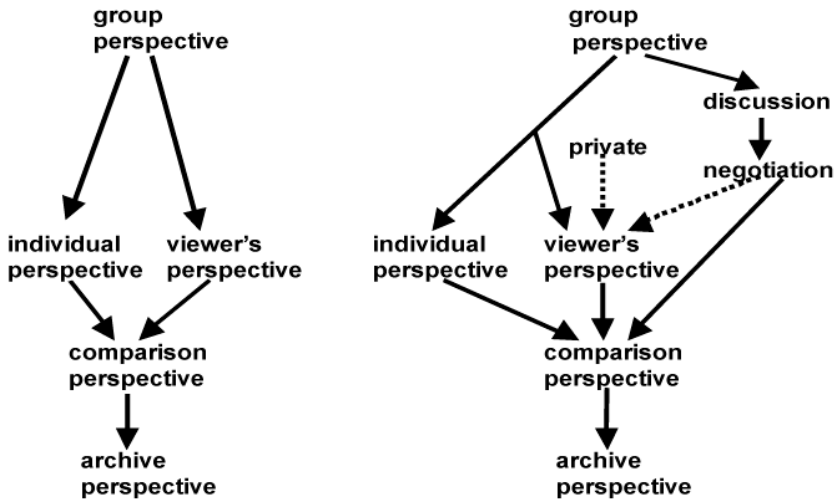 group
perspective
individual
perspective
viewer's
perspective
comparison
perspective
archive
perspective
group
perspective
discussion
private
negotiation
individual
perspective
viewer's
perspective
comparison
perspective
archive
perspective